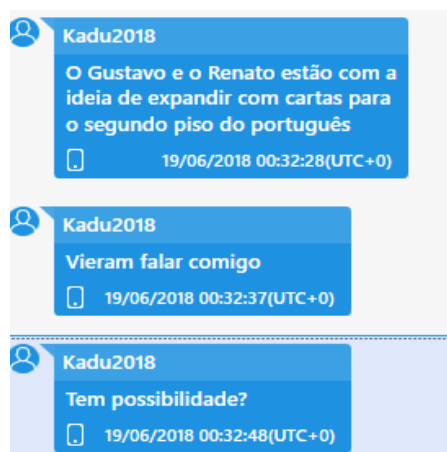 Kadu2018
O Gustavo e o Renato estão com a
ideia de expandir com cartas para
o segundo piso do português
19/06/2018 00:32:28(UTC+0)
Kadu2018
Vieram falar comigo
19/06/2018 00:32:37(UTC+0)
Kadu2018
Tem possibilidade?
19/06/2018 00:32:48(UTC+0)